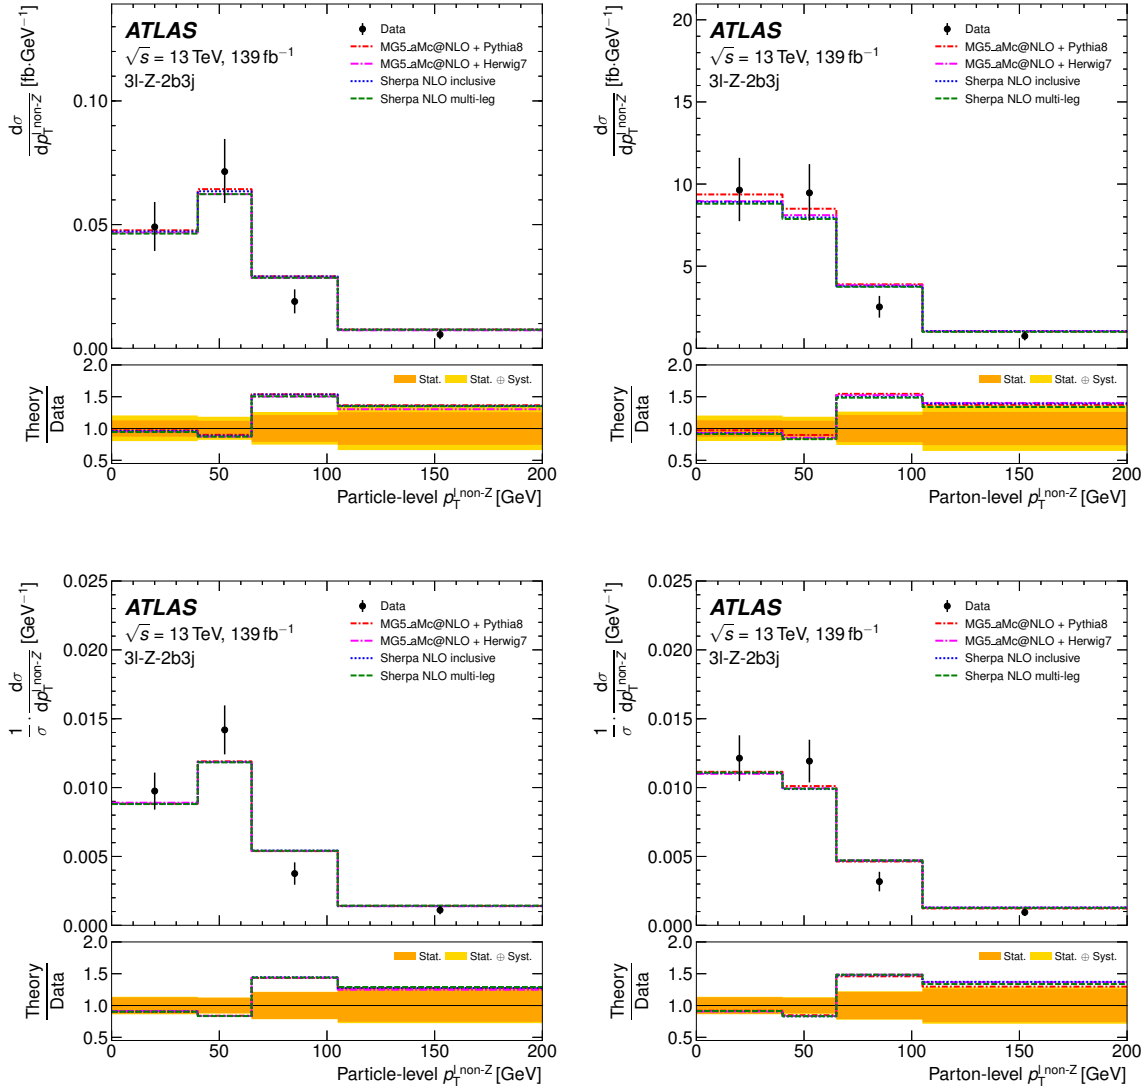 ATLAS
√s = 13 TeV, 139 fb⁻¹
3l-Z-2b3j
Data
MG5_aMc@NLO + Pythia8
MG5_aMc@NLO + Herwig7
Sherpa NLO inclusive
Sherpa NLO multi-leg
dσ/dp_T^{l non-Z} [fb·GeV⁻¹]
0.10
0.05
0.00
Stat. Stat. ⊕ Syst.
Theory/Data
2.0
1.5
1.0
0.5
0 50 100 150 200
Particle-level p_T^{l non-Z} [GeV]
ATLAS
√s = 13 TeV, 139 fb⁻¹
3l-Z-2b3j
Data
MG5_aMc@NLO + Pythia8
MG5_aMc@NLO + Herwig7
Sherpa NLO inclusive
Sherpa NLO multi-leg
dσ/dp_T^{l non-Z} [fb·GeV⁻¹]
20
15
10
5
0
Stat. Stat. ⊕ Syst.
Theory/Data
2.0
1.5
1.0
0.5
0 50 100 150 200
Parton-level p_T^{l non-Z} [GeV]
ATLAS
√s = 13 TeV, 139 fb⁻¹
3l-Z-2b3j
Data
MG5_aMc@NLO + Pythia8
MG5_aMc@NLO + Herwig7
Sherpa NLO inclusive
Sherpa NLO multi-leg
1/σ · dσ/dp_T^{l non-Z} [GeV⁻¹]
0.025
0.020
0.015
0.010
0.005
0.000
Stat. Stat. ⊕ Syst.
Theory/Data
2.0
1.5
1.0
0.5
0 50 100 150 200
Particle-level p_T^{l non-Z} [GeV]
ATLAS
√s = 13 TeV, 139 fb⁻¹
3l-Z-2b3j
Data
MG5_aMc@NLO + Pythia8
MG5_aMc@NLO + Herwig7
Sherpa NLO inclusive
Sherpa NLO multi-leg
1/σ · dσ/dp_T^{l non-Z} [GeV⁻¹]
0.025
0.020
0.015
0.010
0.005
0.000
Stat. Stat. ⊕ Syst.
Theory/Data
2.0
1.5
1.0
0.5
0 50 100 150 200
Parton-level p_T^{l non-Z} [GeV]